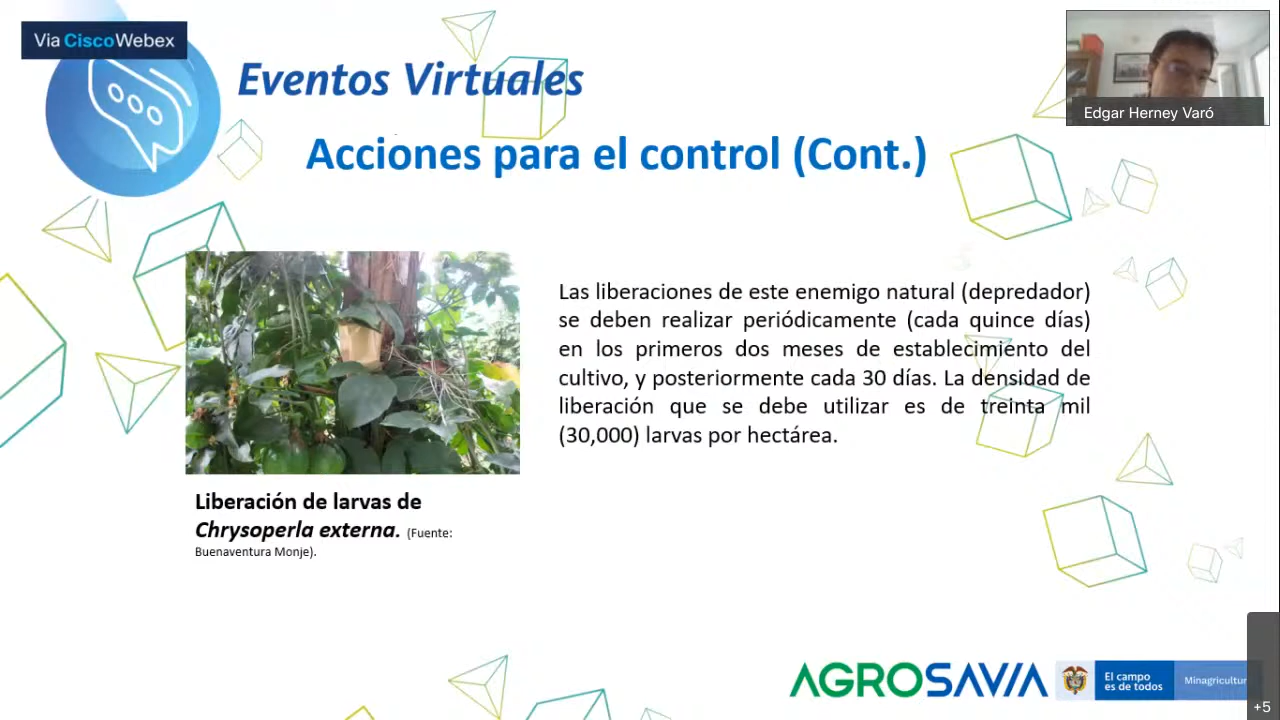 Via CiscoWebex
Eventos Virtuales
Edgar Herney Varó
Acciones para el control (Cont.)
Las liberaciones de este enemigo natural (depredador)
se deben realizar periódicamente (cada quince días)
en los primeros dos meses de establecimiento del
cultivo, y posteriormente cada 30 días. La densidad de
liberación que se debe utilizar es de treinta mil
(30,000) larvas por hectárea.
Liberación de larvas de
Chrysoperla externa. (Fuente:
Buenaventura Monje).
AGROSAVIA
El campo
es de todos
Minagricultur
+5